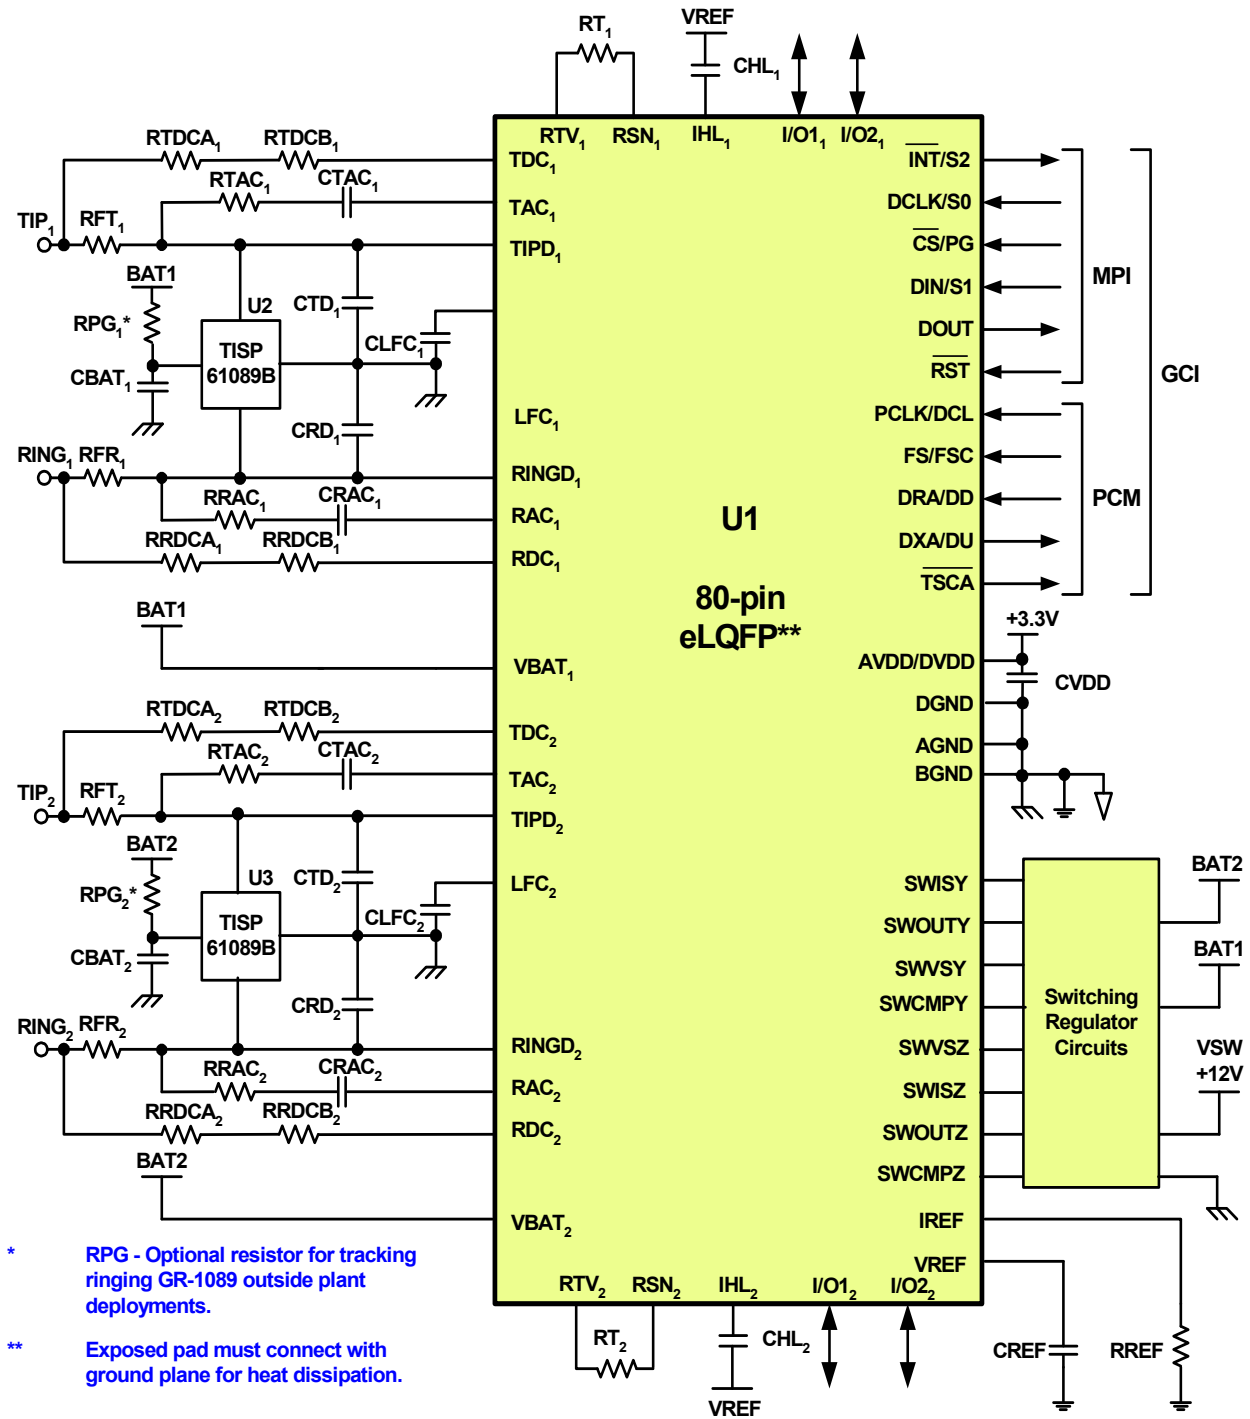 RT1
VREF
CHL1
RTV1
RSN1
IHL1
I/O11
I/O21
RTDCA1
RTDCB1
TDC1
RTAC1
CTAC1
TAC1
TIP1
RFT1
TIPD1
BAT1
U2
RPG1*
CTD1
TISP
61089B
CLFC1
CBAT1
LFC1
CRD1
RING1
RFR1
RINGD1
RRAC1
CRAC1
RAC1
RRDCA1
RRDCB1
RDC1
BAT1
VBAT1
RTDCA2
RTDCB2
TDC2
RTAC2
CTAC2
TAC2
TIP2
RFT2
TIPD2
BAT2
U3
RPG2*
CTD2
LFC2
TISP
61089B
CLFC2
CBAT2
CRD2
RING2
RFR2
RINGD2
RRAC2
CRAC2
RAC2
RRDCA2
RRDCB2
RDC2
BAT2
VBAT2
U1
80-pin
eLQFP**
INT/S2
DCLK/S0
CS/PG
DIN/S1
DOUT
RST
MPI
GCI
PCLK/DCL
FS/FSC
DRA/DD
DXA/DU
TSCA
PCM
+3.3V
AVDD/DVDD
CVDD
DGND
AGND
BGND
SWISY
SWOUTY
SWVSY
SWCMPY
SWVSZ
SWISZ
SWOUTZ
SWCMPZ
Switching
Regulator
Circuits
BAT2
BAT1
VSW
+12V
IREF
VREF
CREF
RREF
RTV2
RSN2
IHL2
I/O12
I/O22
RT2
CHL2
VREF
* RPG - Optional resistor for tracking
ringing GR-1089 outside plant
deployments.
** Exposed pad must connect with
ground plane for heat dissipation.